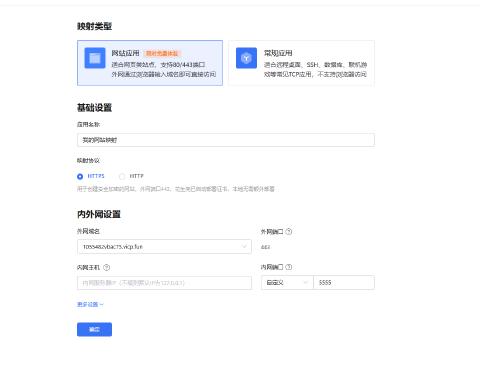 映射类型
网站应用 限时免费体验
适合网页类站点，支持80/443端口
外网通过浏览器输入域名即可直接访问
常规应用
适合远程桌面、SSH、数据库、联机游
戏等常见TCP应用，不支持浏览器访问
基础设置
应用名称
我的网站映射
映射协议
HTTPS HTTP
用于创建安全加密的网站，外网端口443，花生壳已自动部署证书，本地无需额外部署
内外网设置
外网域名 外网端口
443
内网主机 内网端口
内网服务器IP（不填则默认IP为127.0.0.1）
自定义 5555
更多设置
确定